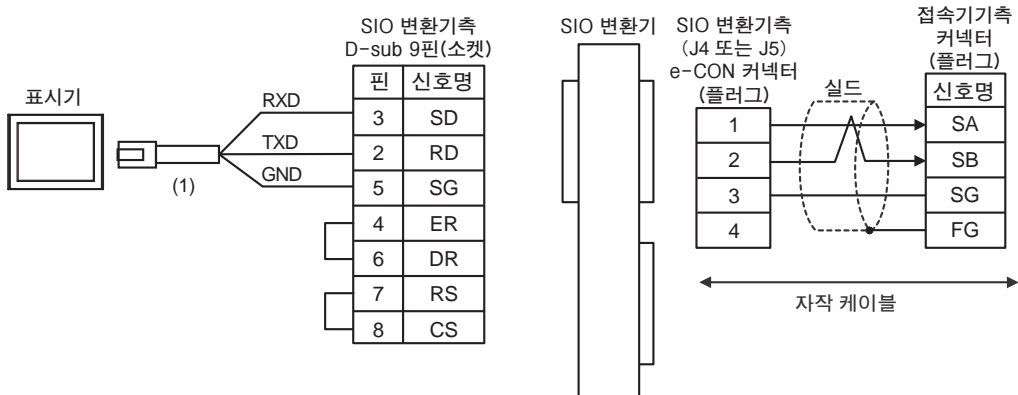 표시기
(1)
RXD
TXD
GND
SIO 변환기측
D-sub 9핀(소켓)
핀 신호명
3 SD
2 RD
5 SG
4 ER
6 DR
7 RS
8 CS
SIO 변환기
SIO 변환기측
(J4 또는 J5)
e-CON 커넥터
(플러그)
1
2
3
4
실드
접속기기측
커넥터
(플러그)
신호명
SA
SB
SG
FG
자작 케이블